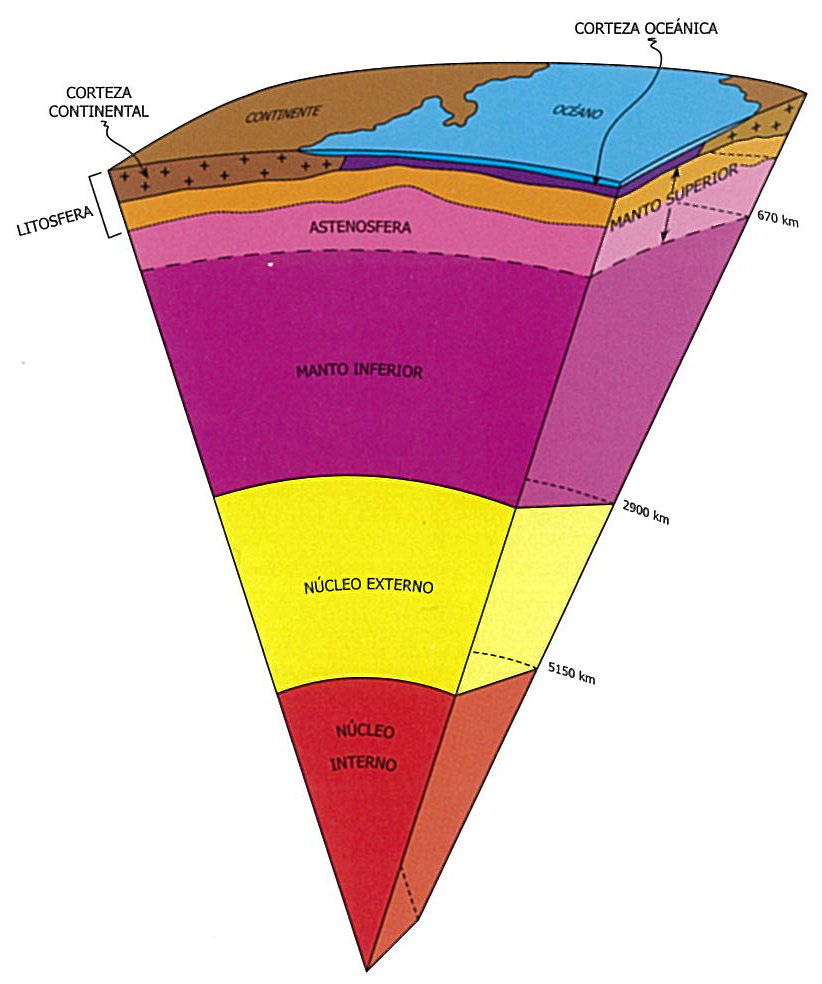 CORTEZA OCEÁNICA
CORTEZA
CONTINENTAL
CONTINENTE
OCÉANO
LITOSFERA
MANTO SUPERIOR
ASTENOSFERA
670 km
MANTO INFERIOR
2900 km
NÚCLEO EXTERNO
5150 km
NÚCLEO
INTERNO